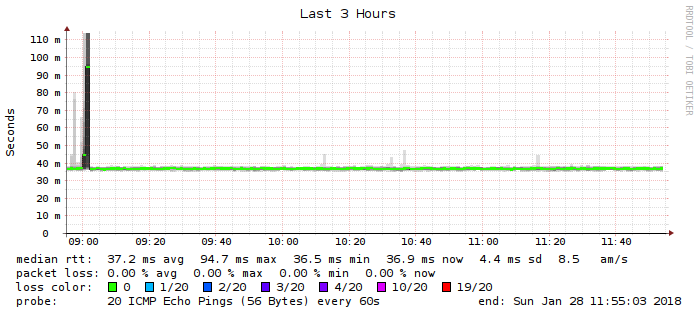 Last 3 Hours
RRDTOOL / TOBI OETIKER
Seconds
110 m
100 m
90 m
80 m
70 m
60 m
50 m
40 m
30 m
20 m
10 m
0
09:00 09:20 09:40 10:00 10:20 10:40 11:00 11:20 11:40
median rtt: 37.2 ms avg 94.7 ms max 36.5 ms min 36.9 ms now 4.4 ms sd 8.5 am/s
packet loss: 0.00 % avg 0.00 % max 0.00 % min 0.00 % now
loss color: 0 1/20 2/20 3/20 4/20 10/20 19/20
probe: 20 ICMP Echo Pings (56 Bytes) every 60s end: Sun Jan 28 11:55:03 2018